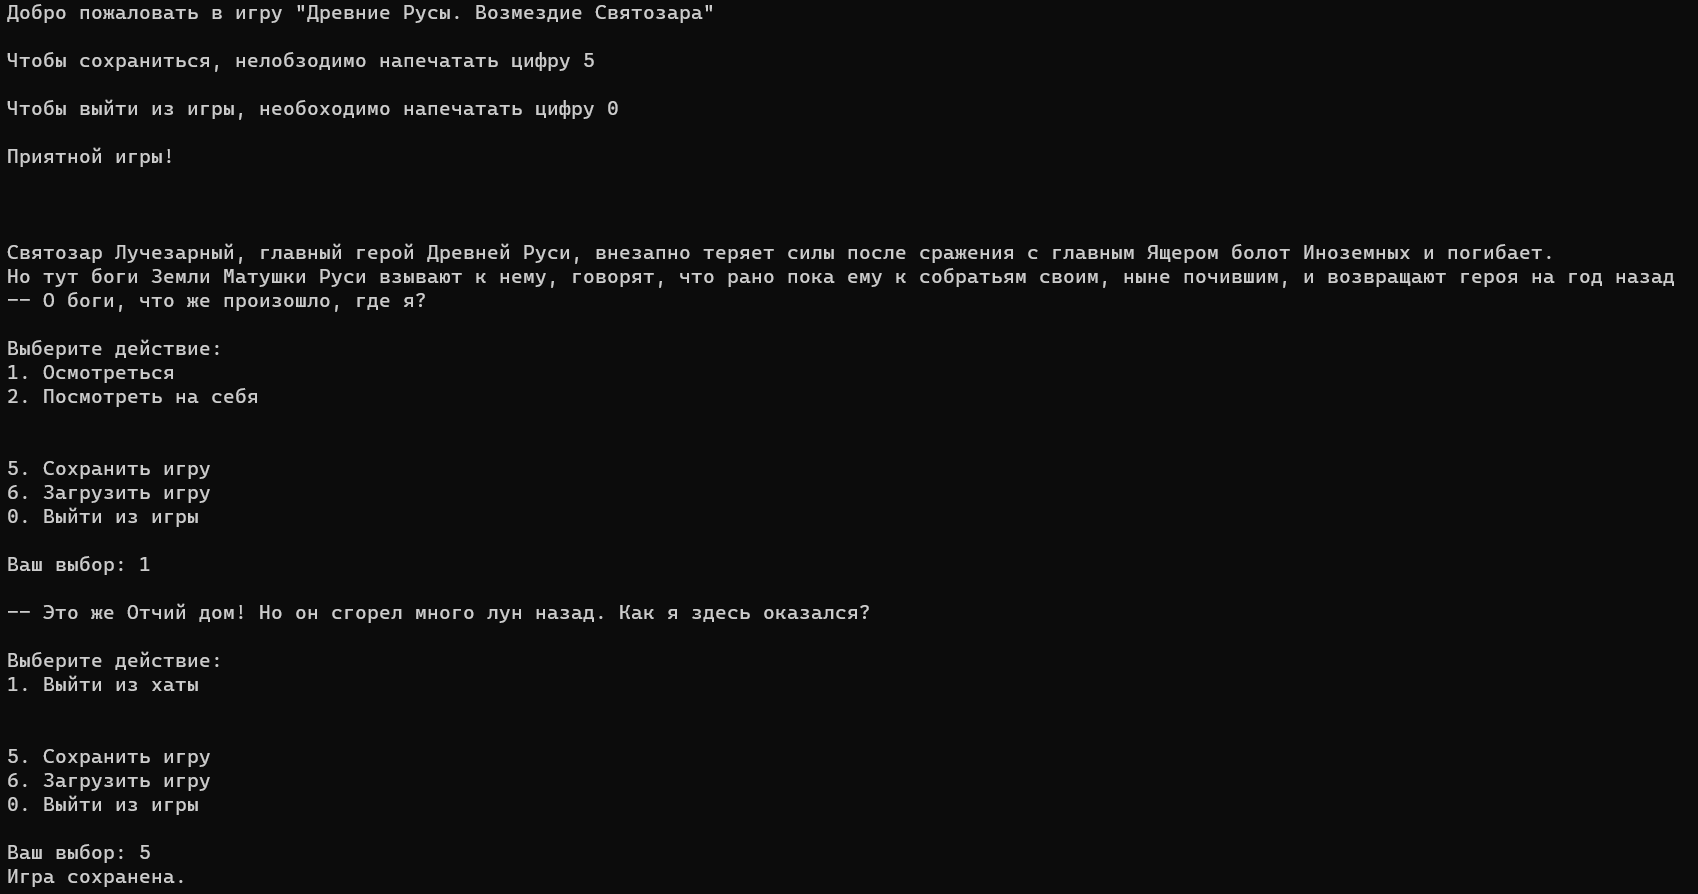 Добро пожаловать в игру "Древние Русы. Возмездие Святозара"
Чтобы сохраниться, нелобзодимо напечатать цифру 5
Чтобы выйти из игры, необоходимо напечатать цифру 0
Приятной игры!
Святозар Лучезарный, главный герой Древней Руси, внезапно теряет силы после сражения с главным Ящером болот Иноземных и погибает.
Но тут боги Земли Матушки Руси взывают к нему, говорят, что рано пока ему к собратьям своим, ныне почившим, и возвращают героя на год назад
-- О боги, что же произошло, где я?
Выберите действие:
1. Осмотреться
2. Посмотреть на себя
5. Сохранить игру
6. Загрузить игру
0. Выйти из игры
Ваш выбор: 1
-- Это же Отчий дом! Но он сгорел много лун назад. Как я здесь оказался?
Выберите действие:
1. Выйти из хаты
5. Сохранить игру
6. Загрузить игру
0. Выйти из игры
Ваш выбор: 5
Игра сохранена.